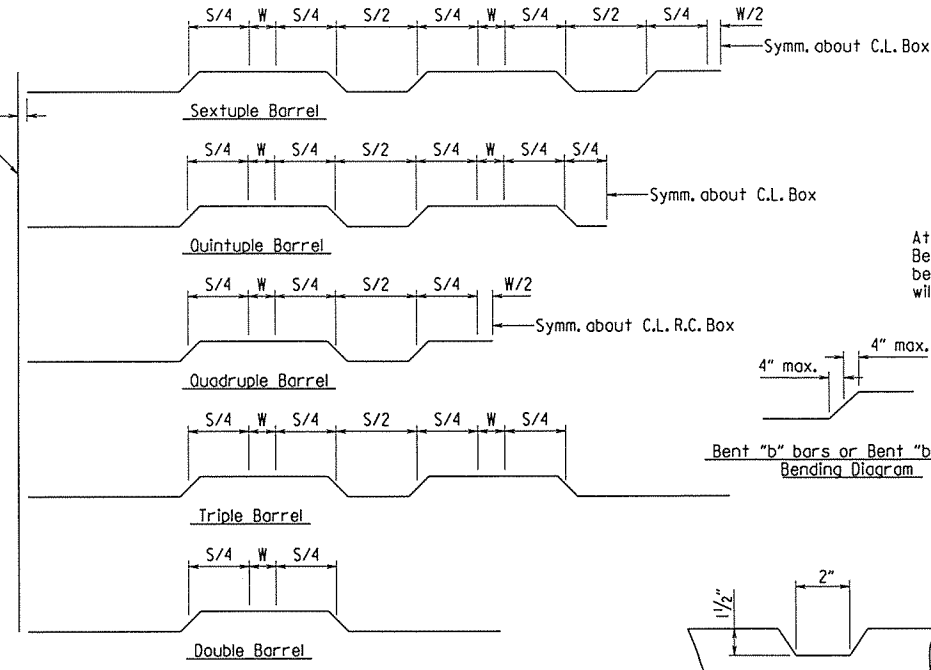 S/4 W S/4 S/2 S/4 W S/4 S/2 S/4 W/2
Symm. about C.L. Box
Sextuple Barrel
S/4 W S/4 S/2 S/4 W S/4 S/4
Symm. about C.L. Box
Quintuple Barrel
At
Be
be
wil
S/4 W S/4 S/2 S/4 W/2
Symm. about C.L. R.C. Box
Quadruple Barrel
4" max.
4" max.
Bent "b" bars or Bent "b
Bending Diagram
S/4 W S/4 S/2 S/4 W S/4
Triple Barrel
S/4 W S/4
Double Barrel
2"
1½"